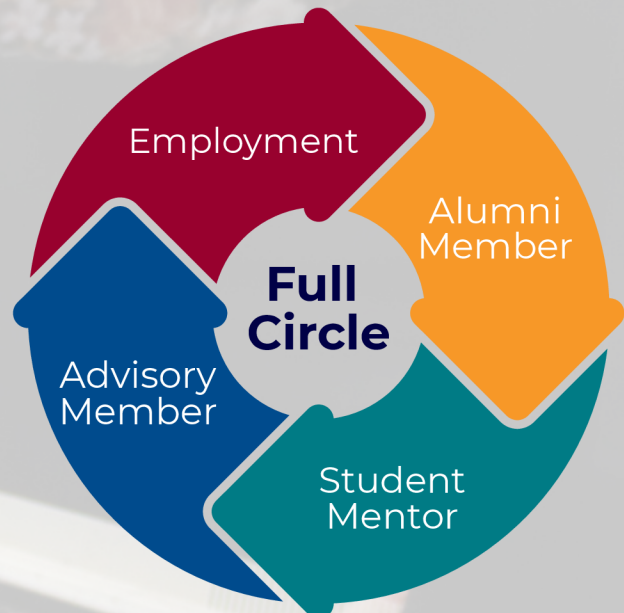 Employment
Alumni
Member
Full
Circle
Advisory
Member
Student
Mentor